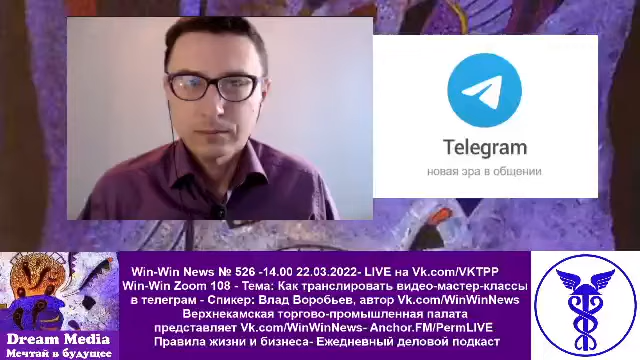 Telegram
новая эра в общении
Win-Win News № 526 -14.00 22.03.2022- LIVE на Vk.com/VKTPP
Win-Win Zoom 108 - Тема: Как транслировать видео-мастер-классы
в телеграм - Спикер: Влад Воробьев, автор Vk.com/WinWinNews
Верхнекамская торгово-промышленная палата
представляет Vk.com/WinWinNews- Anchor.FM/PermLIVE
Правила жизни и бизнеса- Ежедневный деловой подкаст
Dream Media
Мечтай в будущее